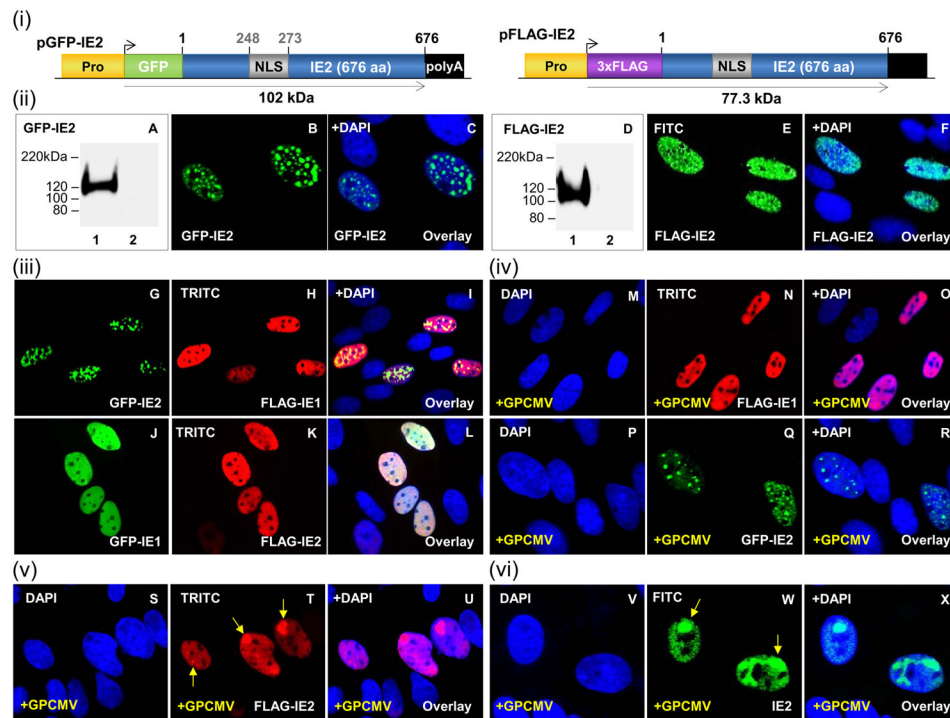 (i)
pGFP-IE2
1
248
273
676
Pro
GFP
NLS
IE2 (676 aa)
polyA
102 kDa
pFLAG-IE2
1
676
Pro
3xFLAG
NLS
IE2 (676 aa)
77.3 kDa
(ii)
GFP-IE2
A
220kDa
120
100
80
1
2
B
GFP-IE2
+DAPI
C
GFP-IE2
Overlay
FLAG-IE2
D
220kDa
120
100
80
1
2
FITC
E
FLAG-IE2
+DAPI
F
FLAG-IE2
Overlay
(iii)
G
GFP-IE2
TRITC
H
FLAG-IE1
+DAPI
I
Overlay
J
GFP-IE1
TRITC
K
FLAG-IE2
L
Overlay
(iv)
DAPI
M
+GPCMV
TRITC
N
+GPCMV
FLAG-IE1
+DAPI
O
+GPCMV
Overlay
DAPI
P
+GPCMV
Q
+GPCMV
GFP-IE2
+DAPI
R
+GPCMV
Overlay
(v)
DAPI
S
+GPCMV
TRITC
T
+GPCMV
FLAG-IE2
+DAPI
U
+GPCMV
Overlay
(vi)
DAPI
V
+GPCMV
FITC
W
+GPCMV
IE2
+DAPI
X
+GPCMV
Overlay